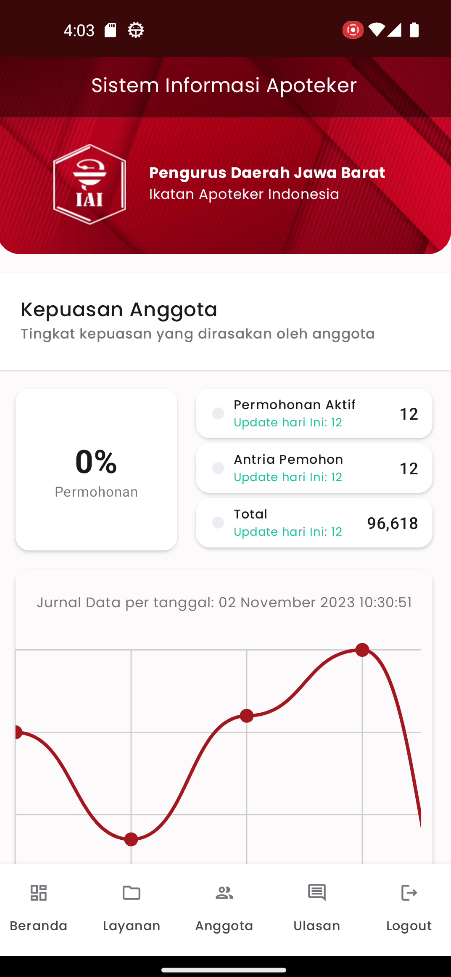 4:03
Sistem Informasi Apoteker
IAI
Pengurus Daerah Jawa Barat
Ikatan Apoteker Indonesia
Kepuasan Anggota
Tingkat kepuasan yang dirasakan oleh anggota
0%
Permohonan
Permohonan Aktif
Update hari Ini: 12
12
Antria Pemohon
Update hari Ini: 12
12
Total
Update hari Ini: 12
96,618
Jurnal Data per tanggal: 02 November 2023 10:30:51
Beranda
Layanan
Anggota
Ulasan
Logout